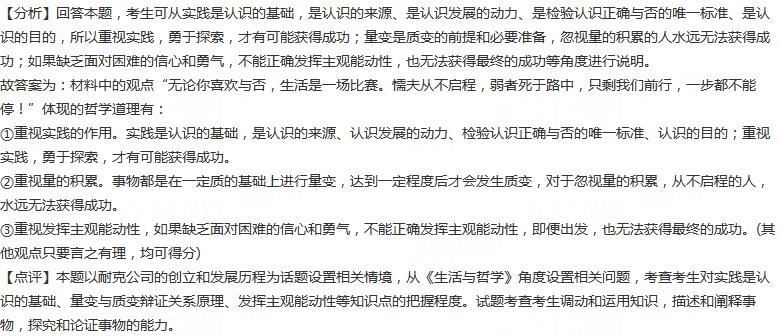 【分析】回答本题，考生可从实践是认识的基础，是认识的来源、是认识发展的动力、是检验认识正确与否的唯一标准、是认
识的目的，所以重视实践，勇于探索，才有可能获得成功；量变是质变的前提和必要准备，忽视量的积累的人永远无法获得成
功；如果缺乏面对困难的信心和勇气，不能正确发挥主观能动性，也无法获得最终的成功等角度进行说明。
故答案为：材料中的观点“无论你喜欢与否，生活是一场比赛。懦夫从不启程，弱者死于路中，只剩我们前行，一步都不能
停！”体现的哲学道理有：
①重视实践的作用。实践是认识的基础，是认识的来源、认识发展的动力、检验认识正确与否的唯一标准、认识的目的；重视
实践，勇于探索，才有可能获得成功。
②重视量的积累。事物都是在一定质的基础上进行量变，达到一定程度后才会发生质变，对于忽视量的积累，从不启程的人，
永远无法获得成功。
③重视发挥主观能动性，如果缺乏面对困难的信心和勇气，不能正确发挥主观能动性，即便出发，也无法获得最终的成功。(其
他观点只要言之有理，均可得分)
【点评】本题以耐克公司的创立和发展历程为话题设置相关情境，从《生活与哲学》角度设置相关问题，考查考生对实践是认
识的基础、量变与质变辩证关系原理、发挥主观能动性等知识点的把握程度。试题考查考生调动和运用知识，描述和阐释事
物，探究和论证事物的能力。